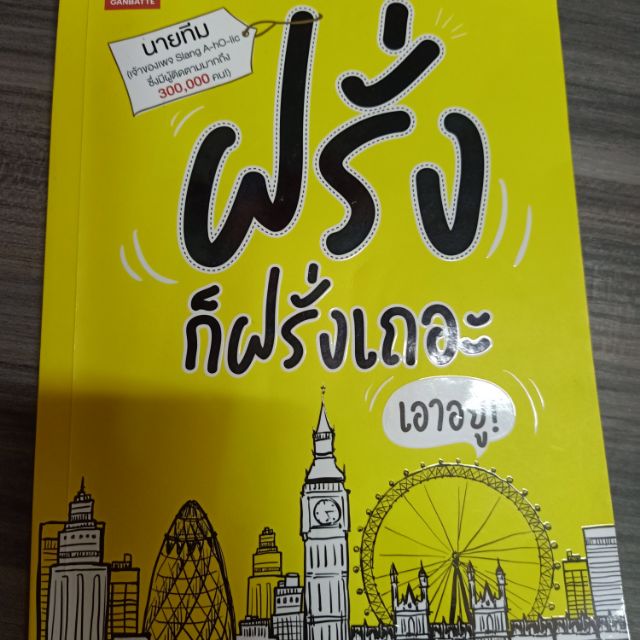 GANBATTE
นายทีม
(เจ้าของเพจ Slang A-hO-lic
ซึ่งมีผู้ติดตามมากถึง
300,000 คน!)
ฝรั่ง
ก็ฝรั่งเถอะ
เอาอยู่!